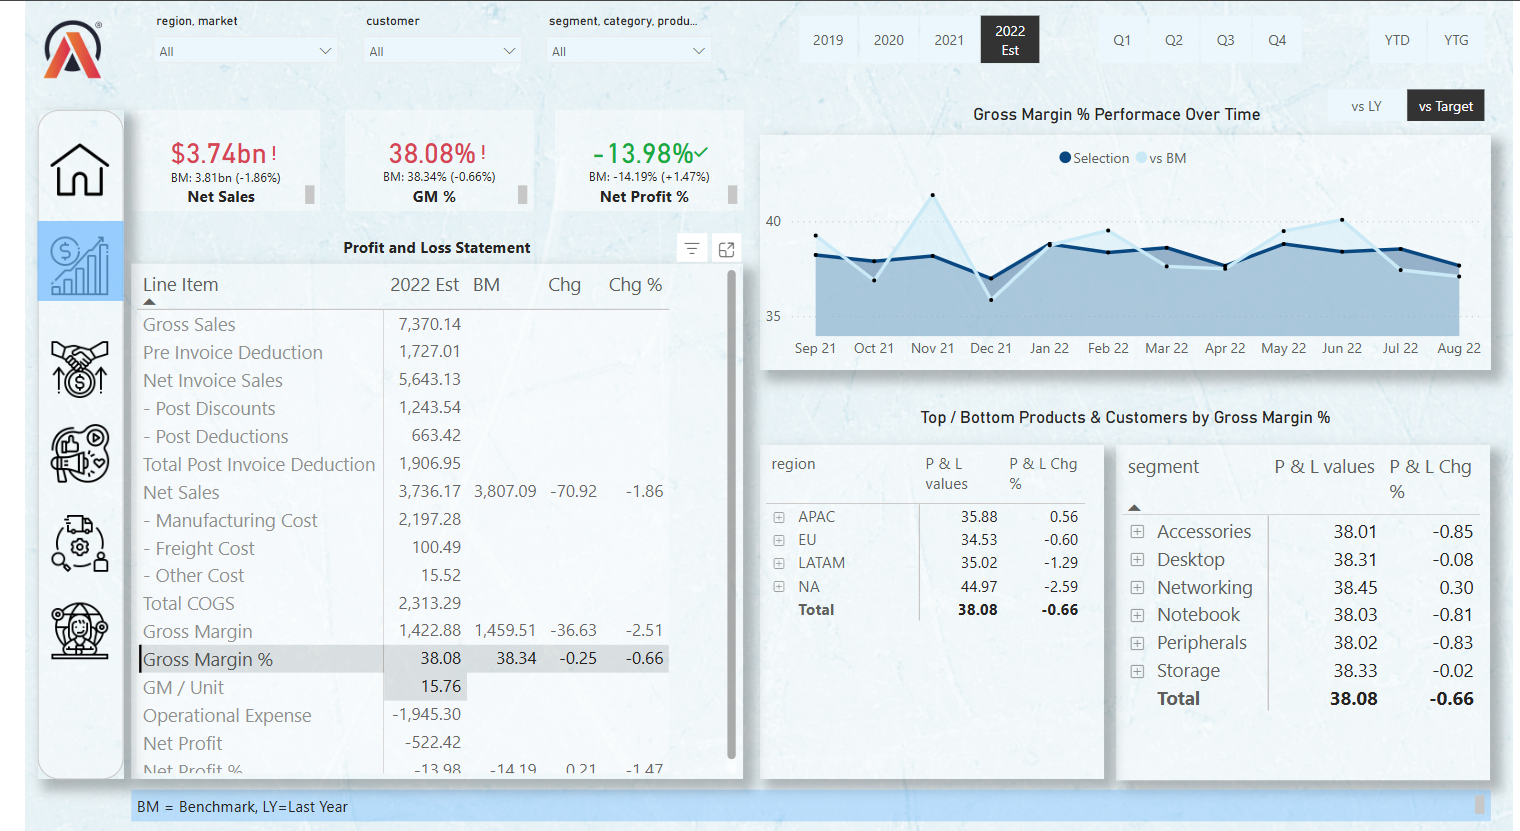 region, market
customer
segment, category, produ...
All
All
All
2019
2020
2021
2022
Est
Q1
Q2
Q3
Q4
YTD
YTG
vs LY
vs Target
$3.74bn !
BM: 3.81bn (-1.86%)
Net Sales
38.08% !
BM: 38.34% (-0.66%)
GM %
-13.98%
BM: -14.19% (+1.47%)
Net Profit %
Gross Margin % Performace Over Time
Selection vs BM
40
35
Sep 21 Oct 21 Nov 21 Dec 21 Jan 22 Feb 22 Mar 22 Apr 22 May 22 Jun 22 Jul 22 Aug 22
Profit and Loss Statement
Line Item 2022 Est BM Chg Chg %
Gross Sales 7,370.14
Pre Invoice Deduction 1,727.01
Net Invoice Sales 5,643.13
- Post Discounts 1,243.54
- Post Deductions 663.42
Total Post Invoice Deduction 1,906.95
Net Sales 3,736.17 3,807.09 -70.92 -1.86
- Manufacturing Cost 2,197.28
- Freight Cost 100.49
- Other Cost 15.52
Total COGS 2,313.29
Gross Margin 1,422.88 1,459.51 -36.63 -2.51
Gross Margin % 38.08 38.34 -0.25 -0.66
GM / Unit 15.76
Operational Expense -1,945.30
Net Profit -522.42
Net Profit % -13.98 -14.19 0.21 -1.47
Top / Bottom Products & Customers by Gross Margin %
region P & L values P & L Chg %
APAC 35.88 0.56
EU 34.53 -0.60
LATAM 35.02 -1.29
NA 44.97 -2.59
Total 38.08 -0.66
segment P & L values P & L Chg %
Accessories 38.01 -0.85
Desktop 38.31 -0.08
Networking 38.45 0.30
Notebook 38.03 -0.81
Peripherals 38.02 -0.83
Storage 38.33 -0.02
Total 38.08 -0.66
BM = Benchmark, LY=Last Year